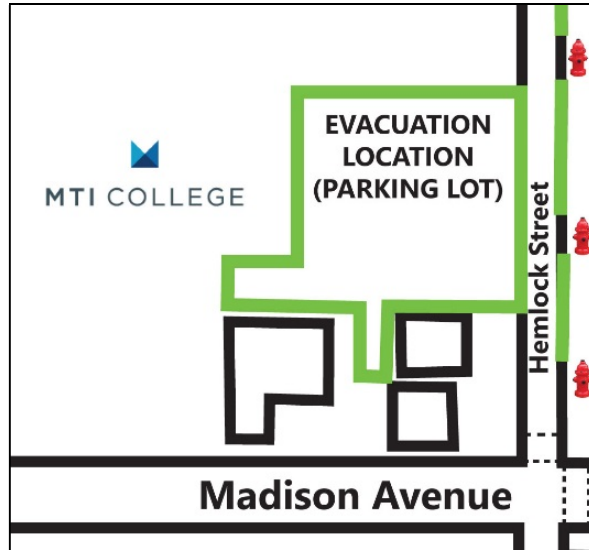 EVACUATION
LOCATION
(PARKING LOT)
MTI COLLEGE
Hemlock Street
Madison Avenue